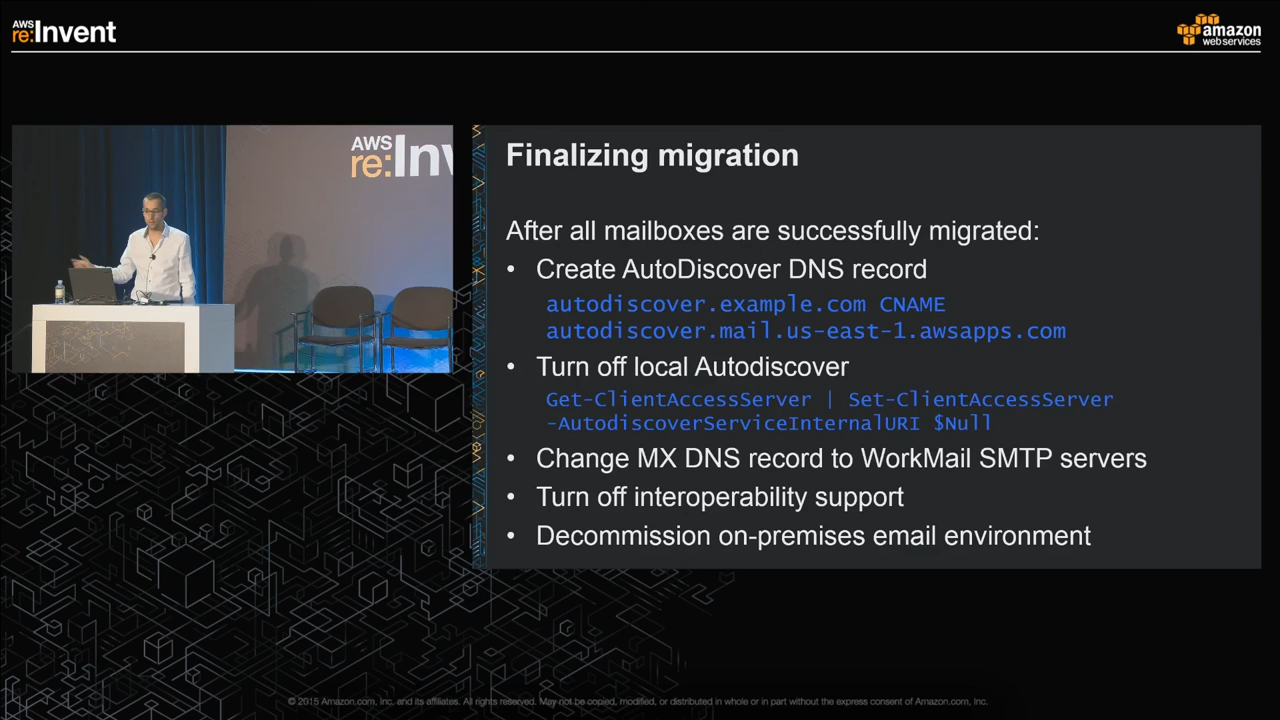 AWS
re:Invent
amazon
web services
AWS
re:Inv
Finalizing migration
After all mailboxes are successfully migrated:
• Create AutoDiscover DNS record
autodiscover.example.com CNAME
autodiscover.mail.us-east-1.awsapps.com
• Turn off local Autodiscover
Get-ClientAccessServer | Set-ClientAccessServer
-AutodiscoverServiceInternalURI $Null
• Change MX DNS record to WorkMail SMTP servers
• Turn off interoperability support
• Decommission on-premises email environment
© 2015 Amazon.com, Inc. and its affiliates. All rights reserved. May not be copied, modified, or distributed in whole or in part without the express consent of Amazon.com, Inc.